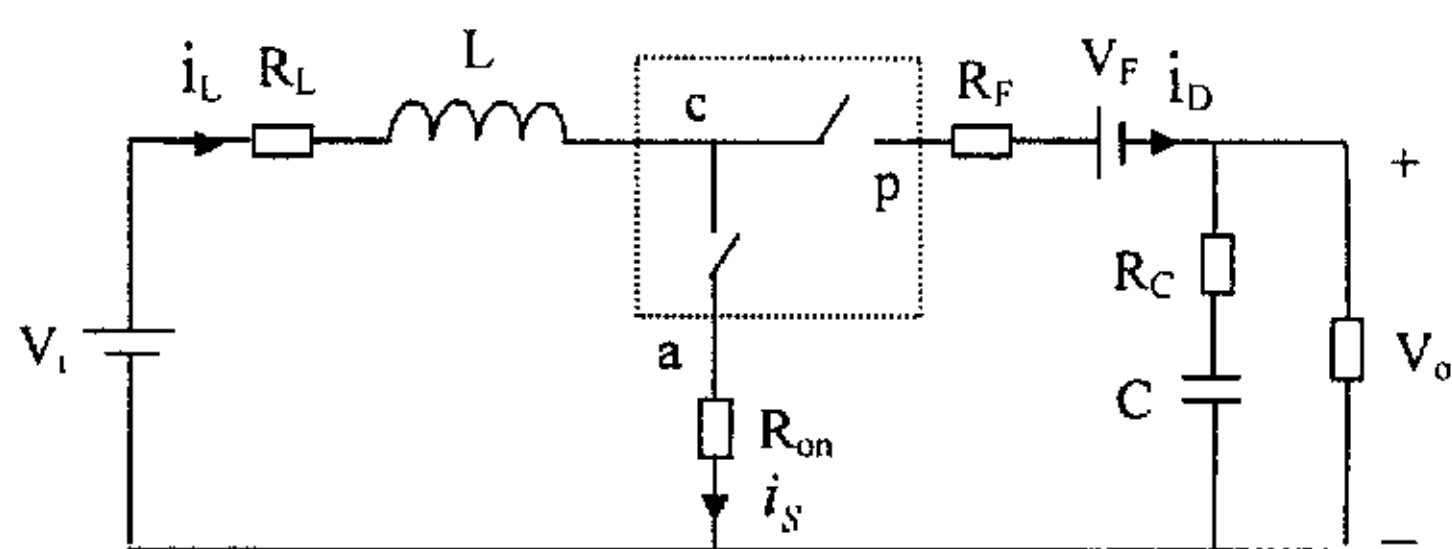 i_L R_L L c R_F V_F i_D
+
p
R_C
V_i a V_o
C
R_on
i_S
−